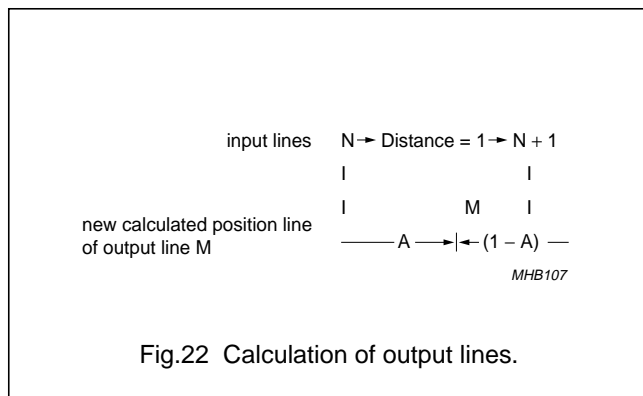 input lines N → Distance = 1 → N + 1
I I
I M I
new calculated position line
of output line M
A → | ← (1 − A)
MHB107
Fig.22 Calculation of output lines.